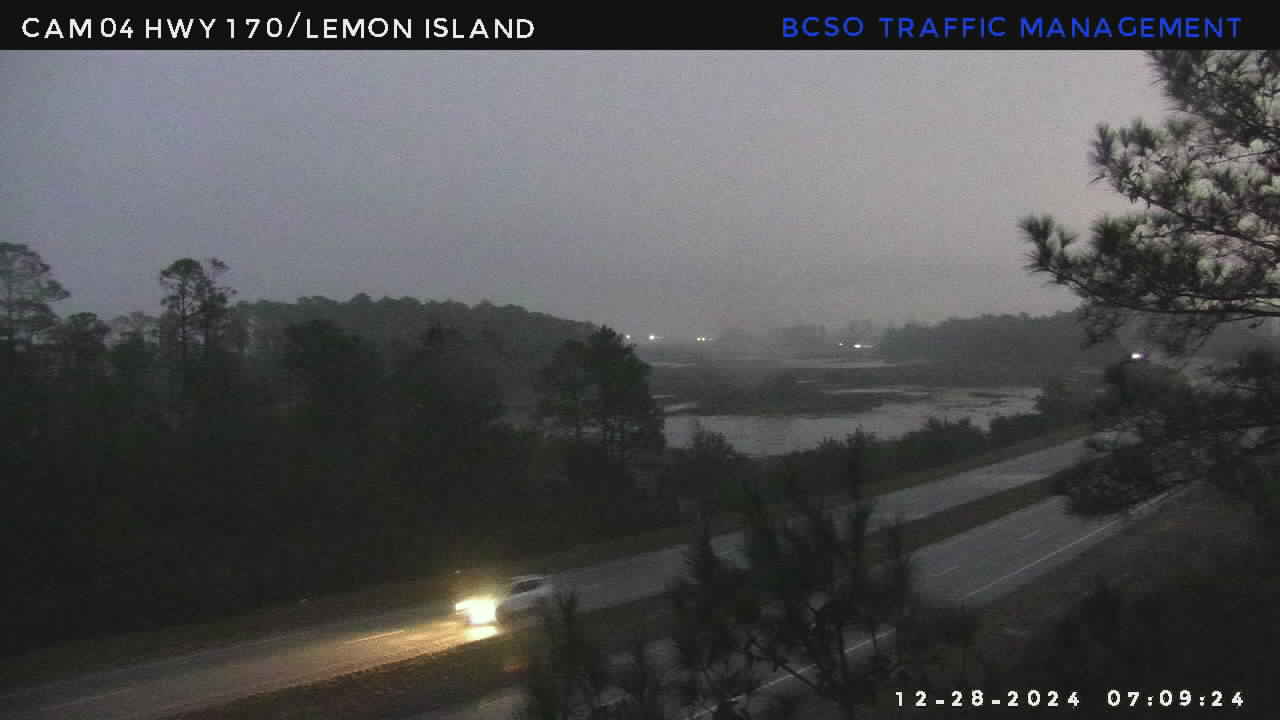 CAM04 HWY 170/LEMON ISLAND
BCSO TRAFFIC MANAGEMENT
12-28-2024 07:09:24